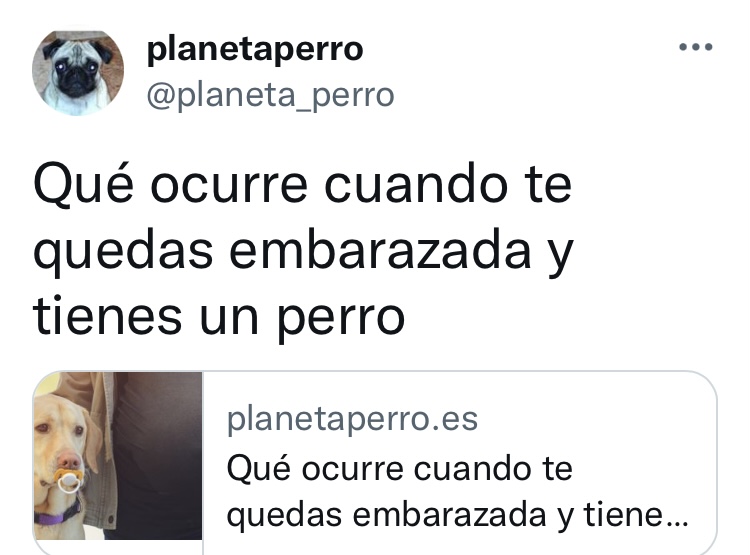 planetaperro
@planeta_perro
Qué ocurre cuando te
quedas embarazada y
tienes un perro
planetaperro.es
Qué ocurre cuando te
quedas embarazada y tiene...